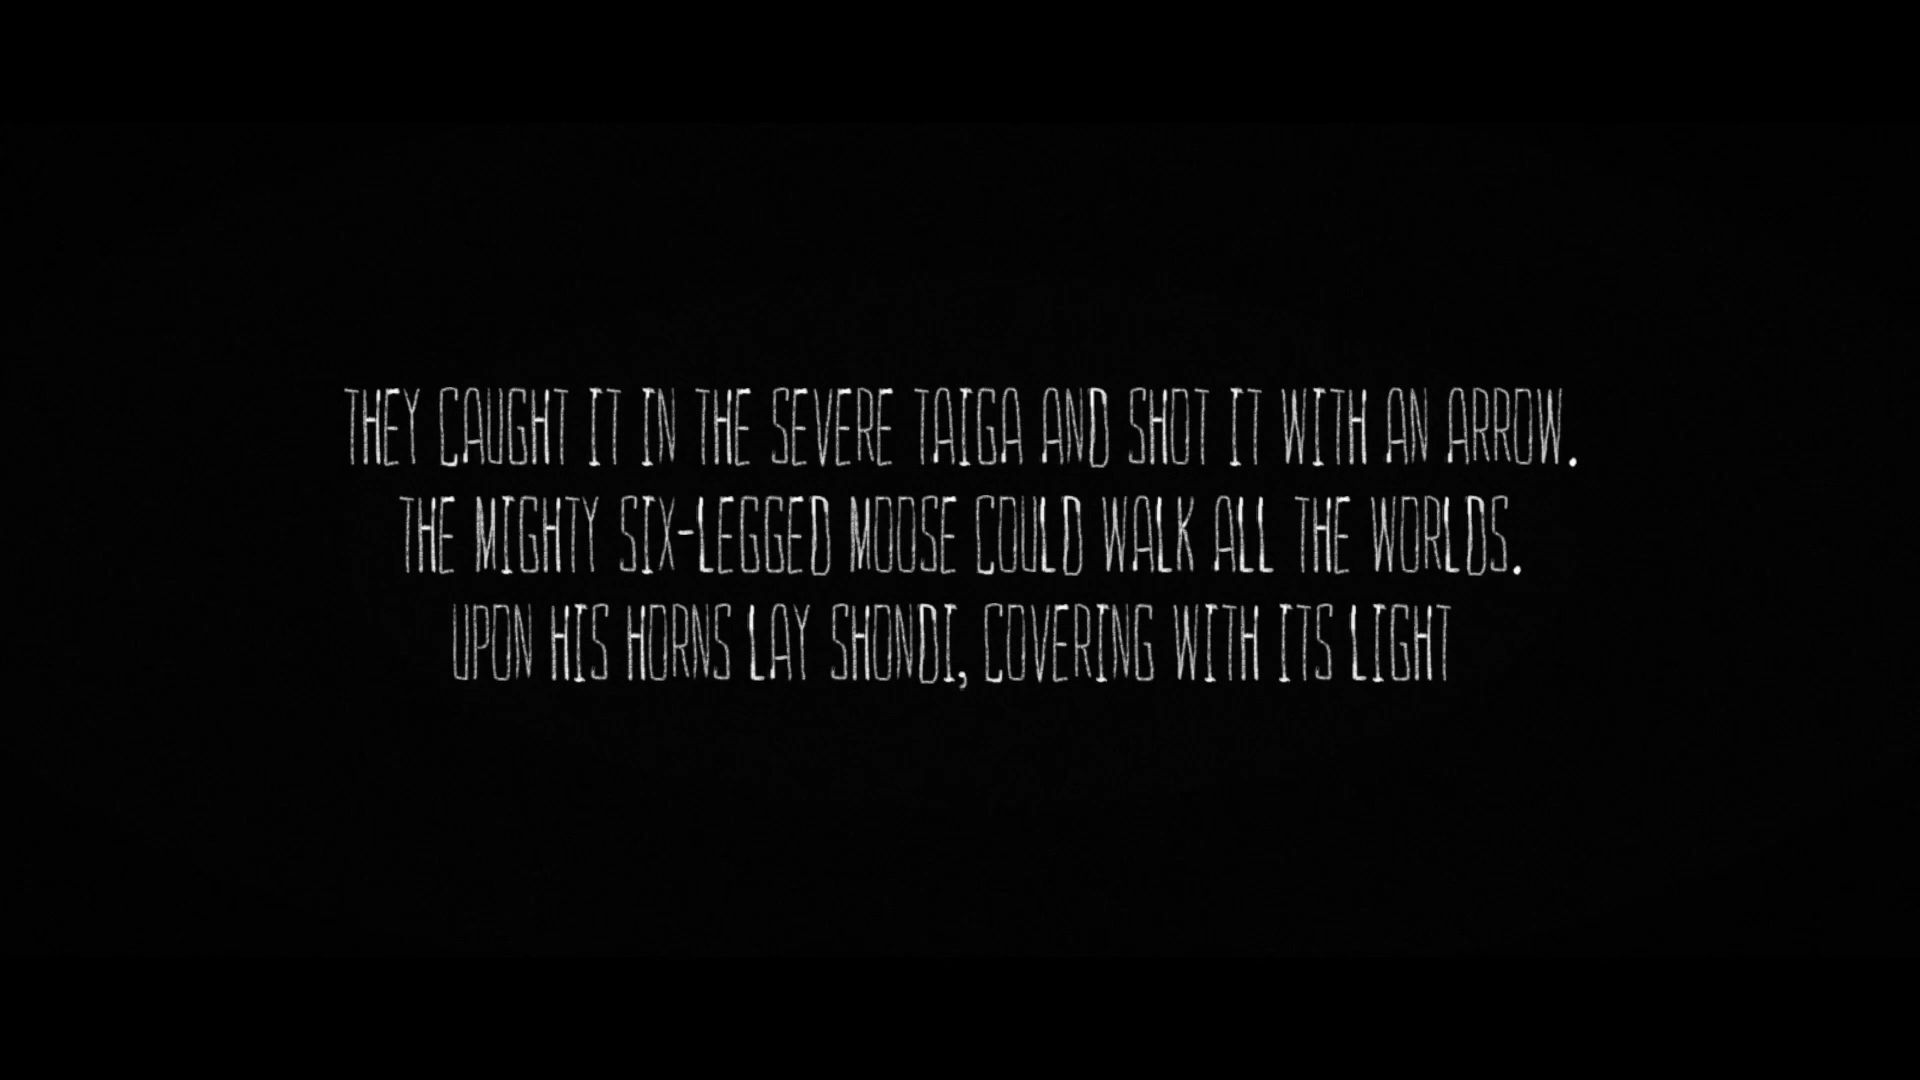 THEY CAUGHT IT IN THE SEVERE TAIGA AND SHOT IT WITH AN ARROW.
THE MIGHTY SIX-LEGGED MOOSE COULD WALK ALL THE WORLDS.
UPON HIS HORNS LAY SHONDI, COVERING WITH ITS LIGHT